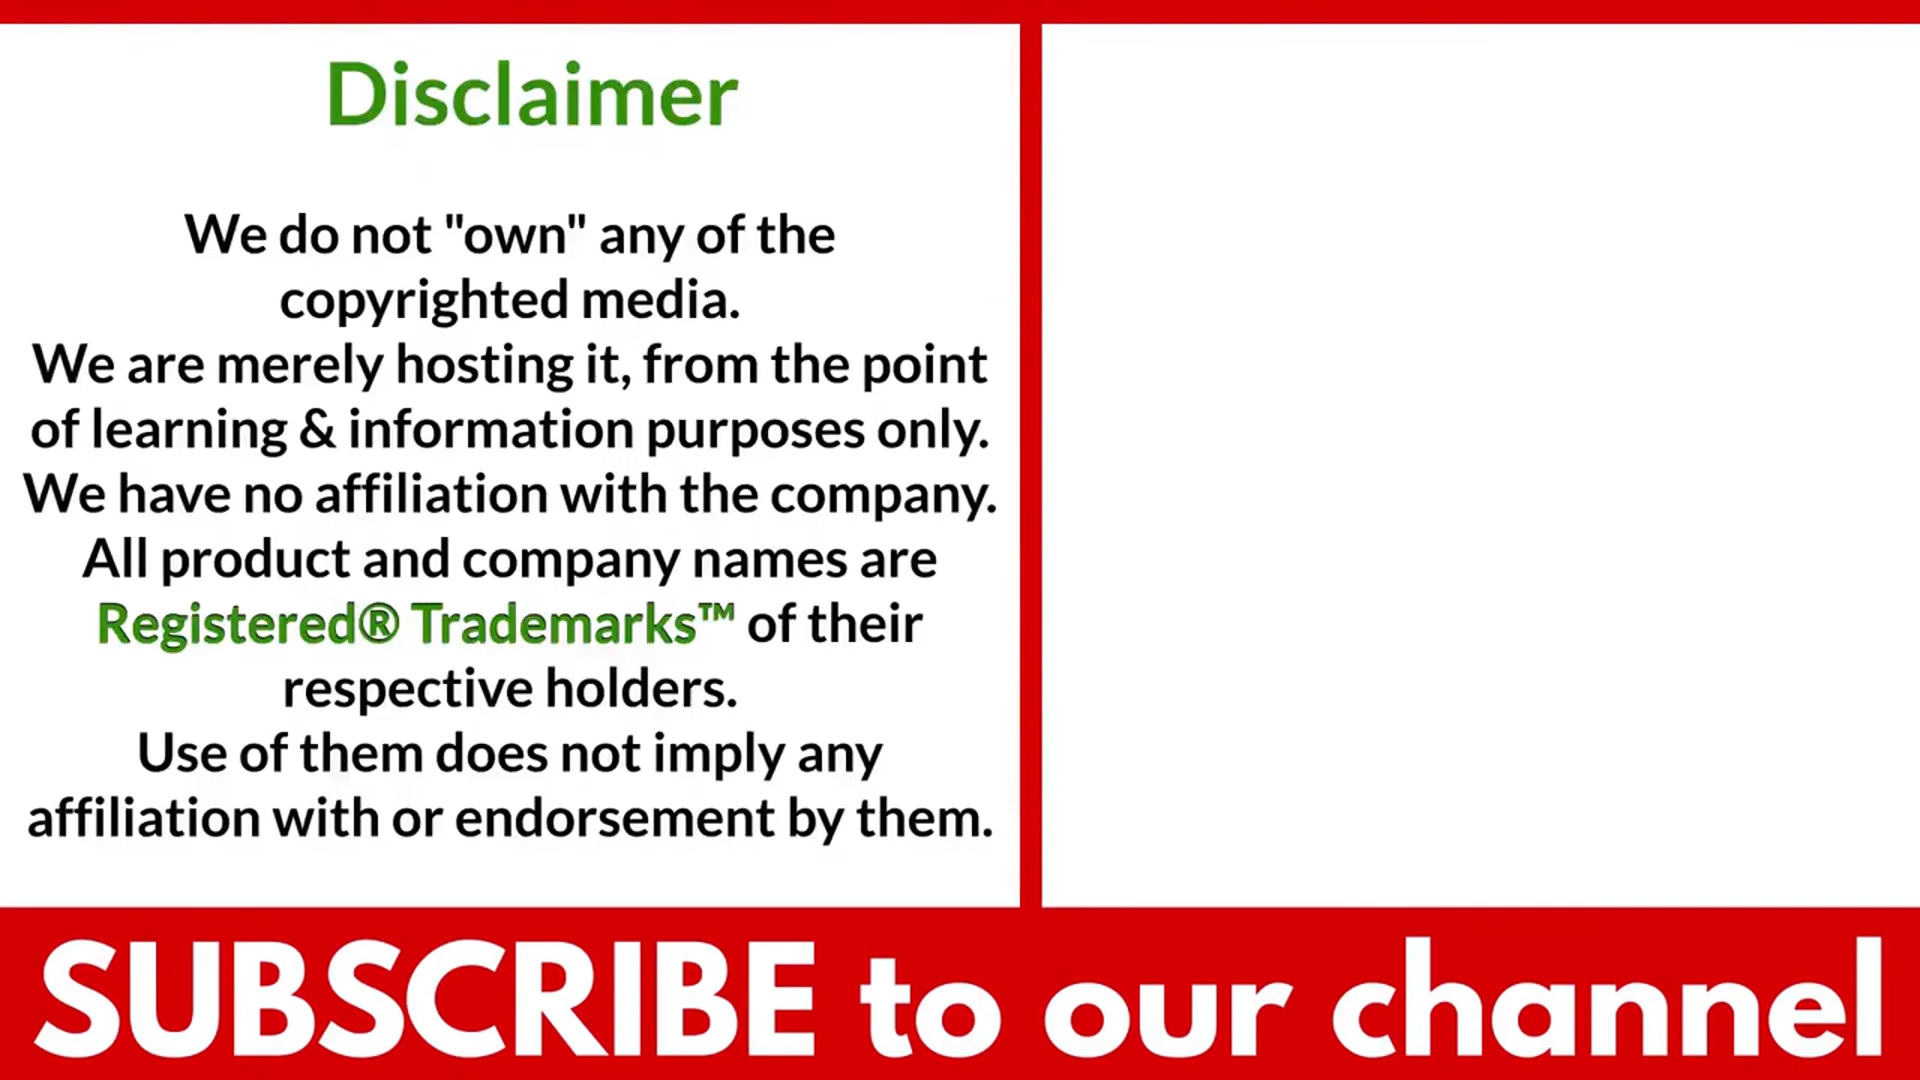 Disclaimer
We do not "own" any of the
copyrighted media.
We are merely hosting it, from the point
of learning & information purposes only.
We have no affiliation with the company.
All product and company names are
Registered® Trademarks™ of their
respective holders.
Use of them does not imply any
affiliation with or endorsement by them.
SUBSCRIBE to our channel